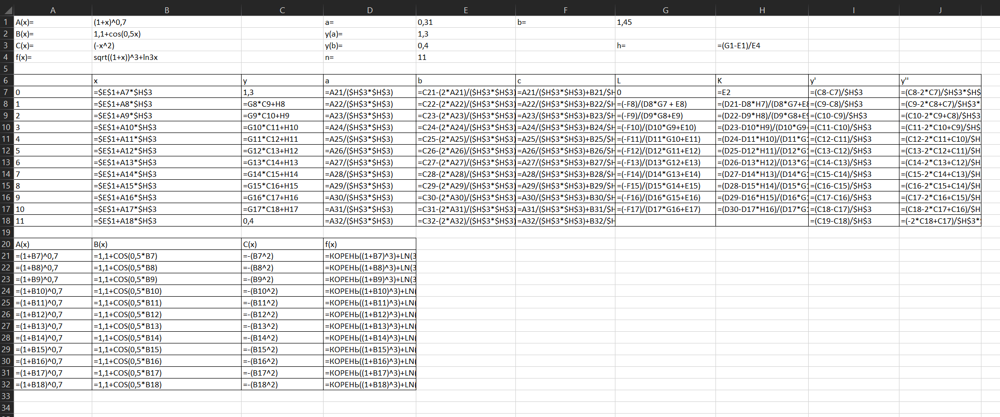 A B C D E F G H I J
1 A(x)= (1+x)^0,7 a= 0,31 b= 1,45
2 B(x)= 1,1+cos(0,5x) y(a)= 1,3
3 C(x)= (-x^2) y(b)= 0,4 h= =(G1-E1)/E4
4 f(x)= sqrt((1+x))^3+ln3x n= 11
5
6 x y a b c L K y' y''
7 0 =$E$1+A7*$H$3 1,3 =A21/($H$3*$H$3) =C21-(2*A21)/($H$3*$H$3) =A21/($H$3*$H$3)+B21/$H 0 =E2 =(C8-C7)/$H$3 =(C8-2*C7)/$H$3*$H$
8 1 =$E$1+A8*$H$3 =G8*C9+H8 =A22/($H$3*$H$3) =C22-(2*A22)/($H$3*$H$3) =A22/($H$3*$H$3)+B22/$H =(-F8)/(D8*G7 + E8) =(D21-D8*H7)/(D8*G7+E8 =(C9-C8)/$H$3 =(C9-2*C8+C7)/$H$3*
9 2 =$E$1+A9*$H$3 =G9*C10+H9 =A23/($H$3*$H$3) =C23-(2*A23)/($H$3*$H$3) =A23/($H$3*$H$3)+B23/$H =(-F9)/(D9*G8+E9) =(D22-D9*H8)/(D9*G8+E9 =(C10-C9)/$H$3 =(C10-2*C9+C8)/$H$3
10 3 =$E$1+A10*$H$3 =G10*C11+H10 =A24/($H$3*$H$3) =C24-(2*A24)/($H$3*$H$3) =A24/($H$3*$H$3)+B24/$H =(-F10)/(D10*G9+E10) =(D23-D10*H9)/(D10*G9+ =(C11-C10)/$H$3 =(C11-2*C10+C9)/$H$
11 4 =$E$1+A11*$H$3 =G11*C12+H11 =A25/($H$3*$H$3) =C25-(2*A25)/($H$3*$H$3) =A25/($H$3*$H$3)+B25/$H =(-F11)/(D11*G10+E11) =(D24-D11*H10)/(D11*G1 =(C12-C11)/$H$3 =(C12-2*C11+C10)/$H
12 5 =$E$1+A12*$H$3 =G12*C13+H12 =A26/($H$3*$H$3) =C26-(2*A26)/($H$3*$H$3) =A26/($H$3*$H$3)+B26/$H =(-F12)/(D12*G11+E12) =(D25-D12*H11)/(D12*G1 =(C13-C12)/$H$3 =(C13-2*C12+C11)/$H
13 6 =$E$1+A13*$H$3 =G13*C14+H13 =A27/($H$3*$H$3) =C27-(2*A27)/($H$3*$H$3) =A27/($H$3*$H$3)+B27/$H =(-F13)/(D13*G12+E13) =(D26-D13*H12)/(D13*G1 =(C14-C13)/$H$3 =(C14-2*C13+C12)/$H
14 7 =$E$1+A14*$H$3 =G14*C15+H14 =A28/($H$3*$H$3) =C28-(2*A28)/($H$3*$H$3) =A28/($H$3*$H$3)+B28/$H =(-F14)/(D14*G13+E14) =(D27-D14*H13)/(D14*G1 =(C15-C14)/$H$3 =(C15-2*C14+C13)/$H
15 8 =$E$1+A15*$H$3 =G15*C16+H15 =A29/($H$3*$H$3) =C29-(2*A29)/($H$3*$H$3) =A29/($H$3*$H$3)+B29/$H =(-F15)/(D15*G14+E15) =(D28-D15*H14)/(D15*G1 =(C16-C15)/$H$3 =(C16-2*C15+C14)/$H
16 9 =$E$1+A16*$H$3 =G16*C17+H16 =A30/($H$3*$H$3) =C30-(2*A30)/($H$3*$H$3) =A30/($H$3*$H$3)+B30/$H =(-F16)/(D16*G15+E16) =(D29-D16*H15)/(D16*G1 =(C17-C16)/$H$3 =(C17-2*C16+C15)/$H
17 10 =$E$1+A17*$H$3 =G17*C18+H17 =A31/($H$3*$H$3) =C31-(2*A31)/($H$3*$H$3) =A31/($H$3*$H$3)+B31/$H =(-F17)/(D17*G16+E17) =(D30-D17*H16)/(D17*G1 =(C18-C17)/$H$3 =(C18-2*C17+C16)/$H
18 11 =$E$1+A18*$H$3 0,4 =A32/($H$3*$H$3) =C32-(2*A32)/($H$3*$H$3) =A32/($H$3*$H$3)+B32/$H =(C19-C18)/$H$3 =(-2*C18+C17)/$H$3*
19
20 A(x) B(x) C(x) f(x)
21 =(1+B7)^0,7 =1,1+COS(0,5*B7) =-(B7^2) =КОРЕНЬ((1+B7)^3)+LN(3
22 =(1+B8)^0,7 =1,1+COS(0,5*B8) =-(B8^2) =КОРЕНЬ((1+B8)^3)+LN(3
23 =(1+B9)^0,7 =1,1+COS(0,5*B9) =-(B9^2) =КОРЕНЬ((1+B9)^3)+LN(3
24 =(1+B10)^0,7 =1,1+COS(0,5*B10) =-(B10^2) =КОРЕНЬ((1+B10)^3)+LN(
25 =(1+B11)^0,7 =1,1+COS(0,5*B11) =-(B11^2) =КОРЕНЬ((1+B11)^3)+LN(
26 =(1+B12)^0,7 =1,1+COS(0,5*B12) =-(B12^2) =КОРЕНЬ((1+B12)^3)+LN(
27 =(1+B13)^0,7 =1,1+COS(0,5*B13) =-(B13^2) =КОРЕНЬ((1+B13)^3)+LN(
28 =(1+B14)^0,7 =1,1+COS(0,5*B14) =-(B14^2) =КОРЕНЬ((1+B14)^3)+LN(
29 =(1+B15)^0,7 =1,1+COS(0,5*B15) =-(B15^2) =КОРЕНЬ((1+B15)^3)+LN(
30 =(1+B16)^0,7 =1,1+COS(0,5*B16) =-(B16^2) =КОРЕНЬ((1+B16)^3)+LN(
31 =(1+B17)^0,7 =1,1+COS(0,5*B17) =-(B17^2) =КОРЕНЬ((1+B17)^3)+LN(
32 =(1+B18)^0,7 =1,1+COS(0,5*B18) =-(B18^2) =КОРЕНЬ((1+B18)^3)+LN(
33
34